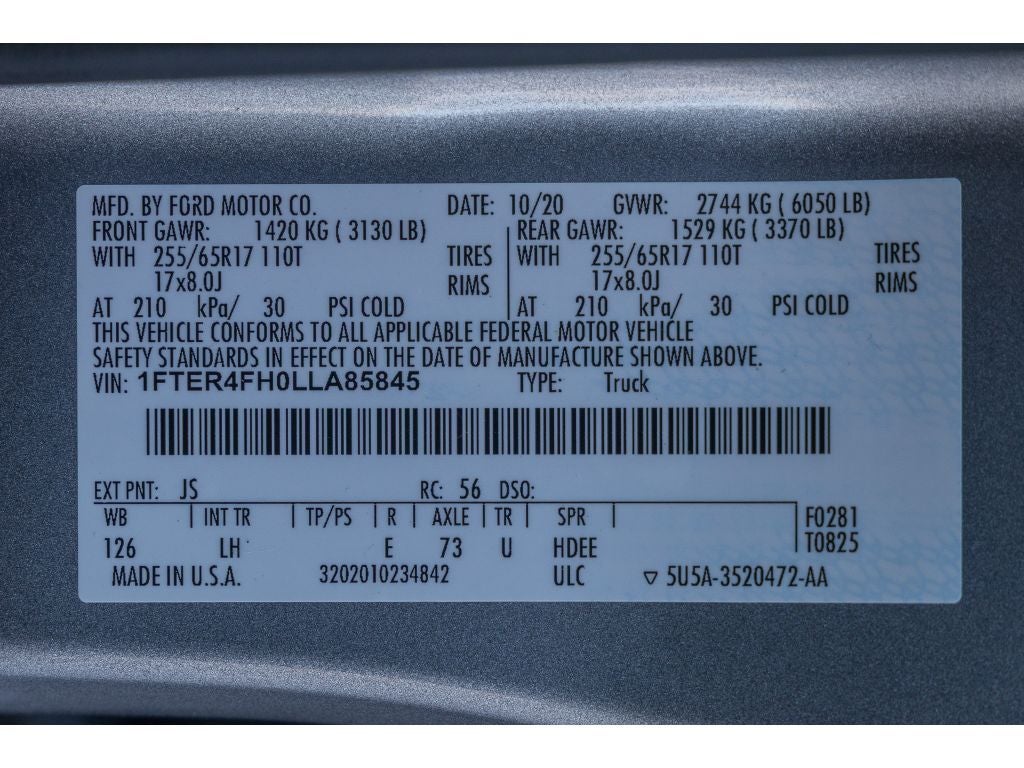 MFD. BY FORD MOTOR CO. DATE: 10/20 GVWR: 2744 KG ( 6050 LB)
FRONT GAWR: 1420 KG ( 3130 LB) REAR GAWR: 1529 KG ( 3370 LB)
WITH 255/65R17 110T TIRES WITH 255/65R17 110T TIRES
17x8.0J RIMS 17x8.0J RIMS
AT 210 kPa/ 30 PSI COLD AT 210 kPa/ 30 PSI COLD
THIS VEHICLE CONFORMS TO ALL APPLICABLE FEDERAL MOTOR VEHICLE
SAFETY STANDARDS IN EFFECT ON THE DATE OF MANUFACTURE SHOWN ABOVE.
VIN: 1FTER4FH0LLA85845 TYPE: Truck
EXT PNT: JS RC: 56 DSO:
WB | INT TR | TP/PS | R | AXLE | TR | SPR | F0281
126 LH E 73 U HDEE T0825
MADE IN U.S.A. 3202010234842 ULC ▽ 5U5A-3520472-AA